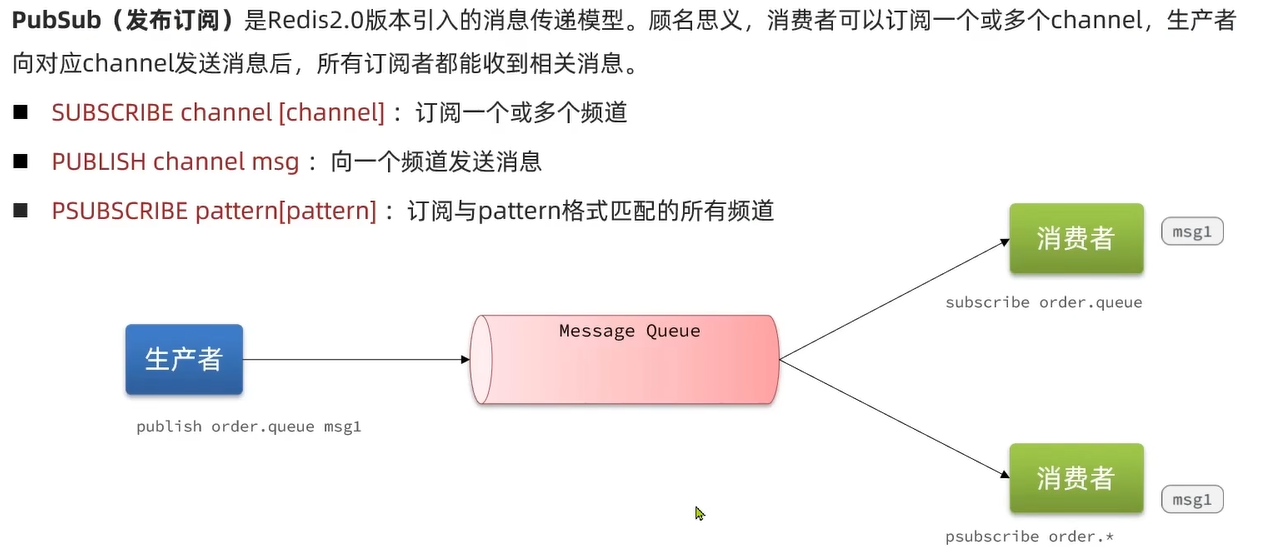 PubSub（发布订阅）是Redis2.0版本引入的消息传递模型。顾名思义，消费者可以订阅一个或多个channel，生产者
向对应channel发送消息后，所有订阅者都能收到相关消息。
SUBSCRIBE channel [channel] ：订阅一个或多个频道
PUBLISH channel msg ：向一个频道发送消息
PSUBSCRIBE pattern[pattern] ：订阅与pattern格式匹配的所有频道
消费者
msg1
subscribe order.queue
Message Queue
生产者
publish order.queue msg1
消费者
msg1
psubscribe order.*